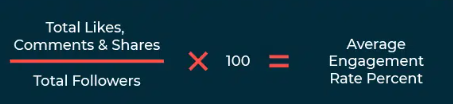 Total Likes,
Comments & Shares
Total Followers
× 100 =
Average
Engagement
Rate Percent